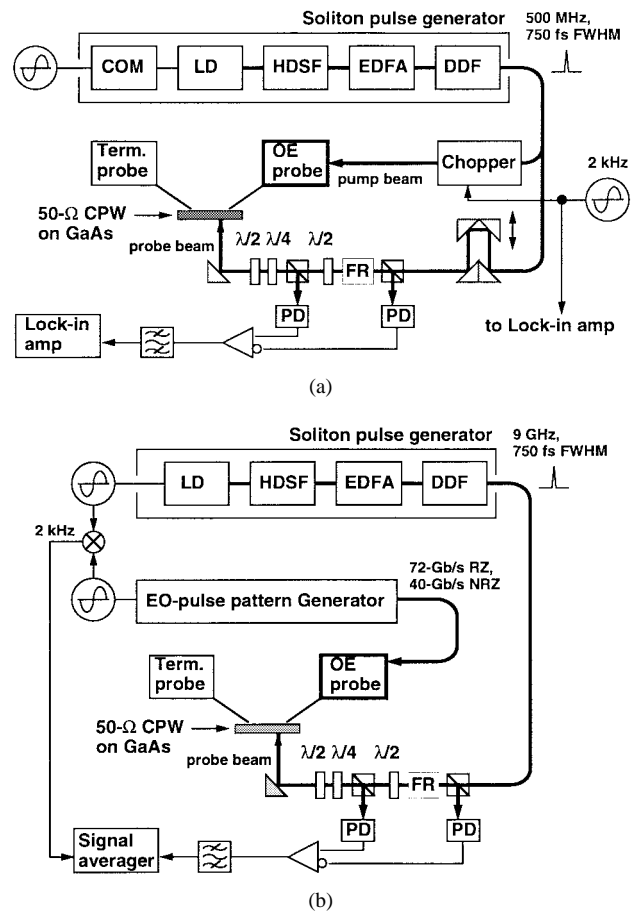 Soliton pulse generator
500 MHz,
750 fs FWHM
COM
LD
HDSF
EDFA
DDF
Term.
probe
OE
probe
pump beam
Chopper
2 kHz
50-Ω CPW
on GaAs
probe beam
λ/2
λ/4
λ/2
FR
PD
PD
Lock-in
amp
to Lock-in amp
(a)
Soliton pulse generator
9 GHz,
750 fs FWHM
LD
HDSF
EDFA
DDF
2 kHz
EO-pulse pattern Generator
72-Gb/s RZ,
40-Gb/s NRZ
Term.
probe
OE
probe
50-Ω CPW
on GaAs
probe beam
λ/2
λ/4
λ/2
FR
PD
PD
Signal
averager
(b)